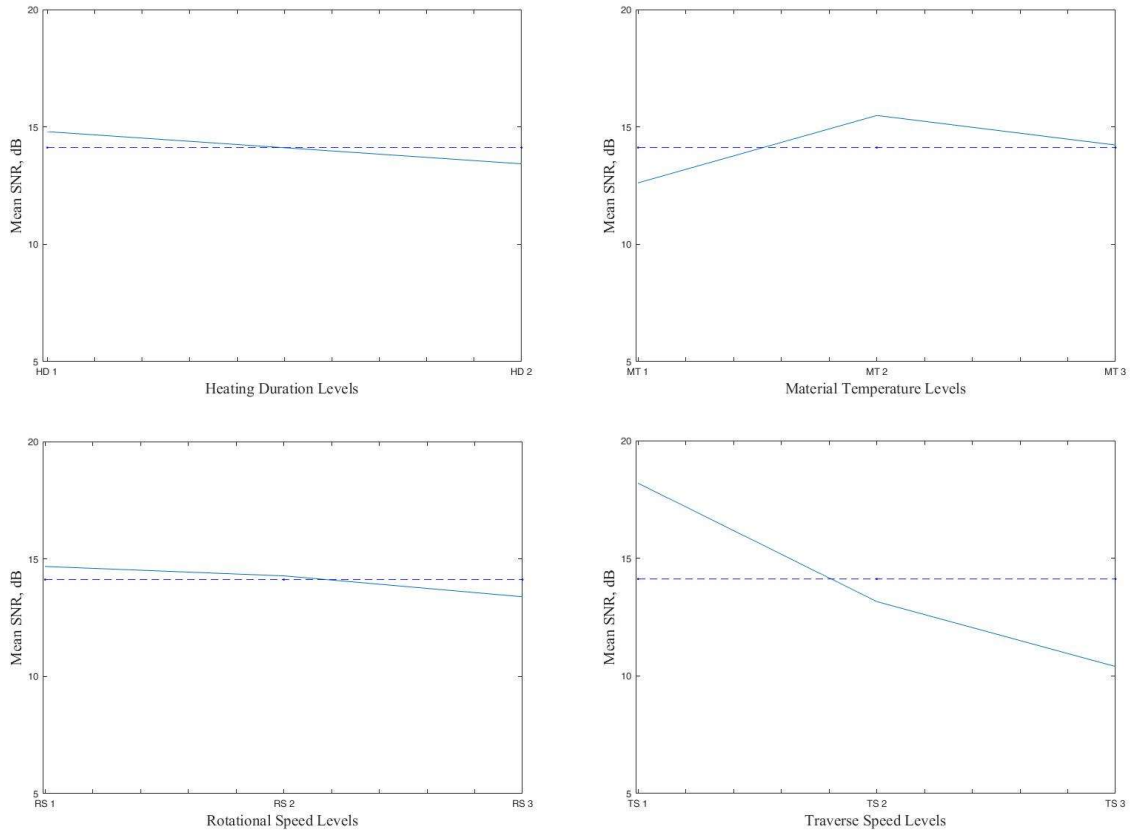 20
15
10
5
Mean SNR, dB
HD 1
HD 2
Heating Duration Levels
20
15
10
5
Mean SNR, dB
MT 1
MT 2
MT 3
Material Temperature Levels
20
15
10
5
Mean SNR, dB
RS 1
RS 2
RS 3
Rotational Speed Levels
20
15
10
5
Mean SNR, dB
TS 1
TS 2
TS 3
Traverse Speed Levels